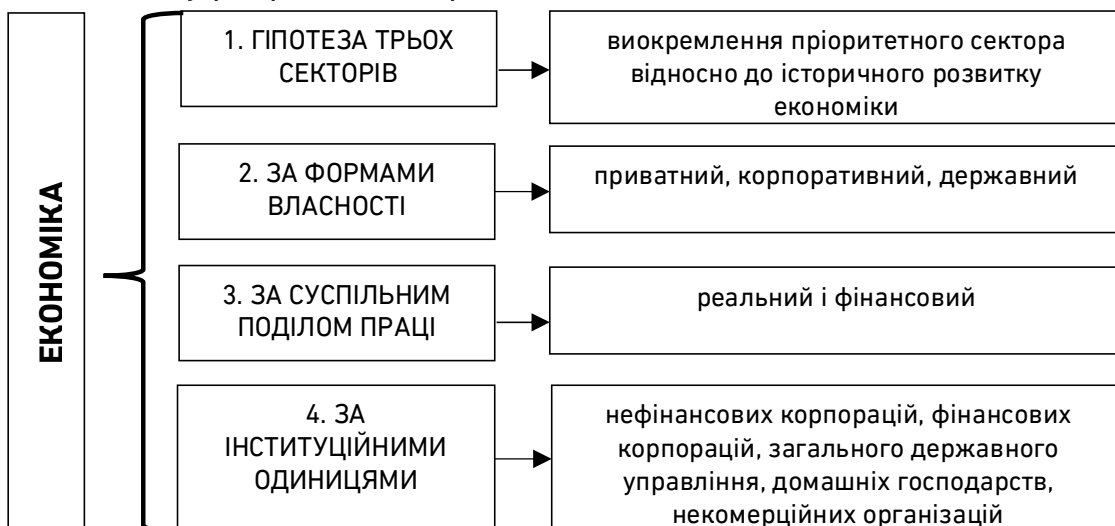 ЕКОНОМІКА
1. ГІПОТЕЗА ТРЬОХ
СЕКТОРІВ
виокремлення пріоритетного сектора
відносно до історичного розвитку
економіки
2. ЗА ФОРМАМИ
ВЛАСНОСТІ
приватний, корпоративний, державний
3. ЗА СУСПІЛЬНИМ
ПОДІЛОМ ПРАЦІ
реальний і фінансовий
4. ЗА
ІНСТИТУЦІЙНИМИ
ОДИНИЦЯМИ
нефінансових корпорацій, фінансових
корпорацій, загального державного
управління, домашніх господарств,
некомерційних організацій